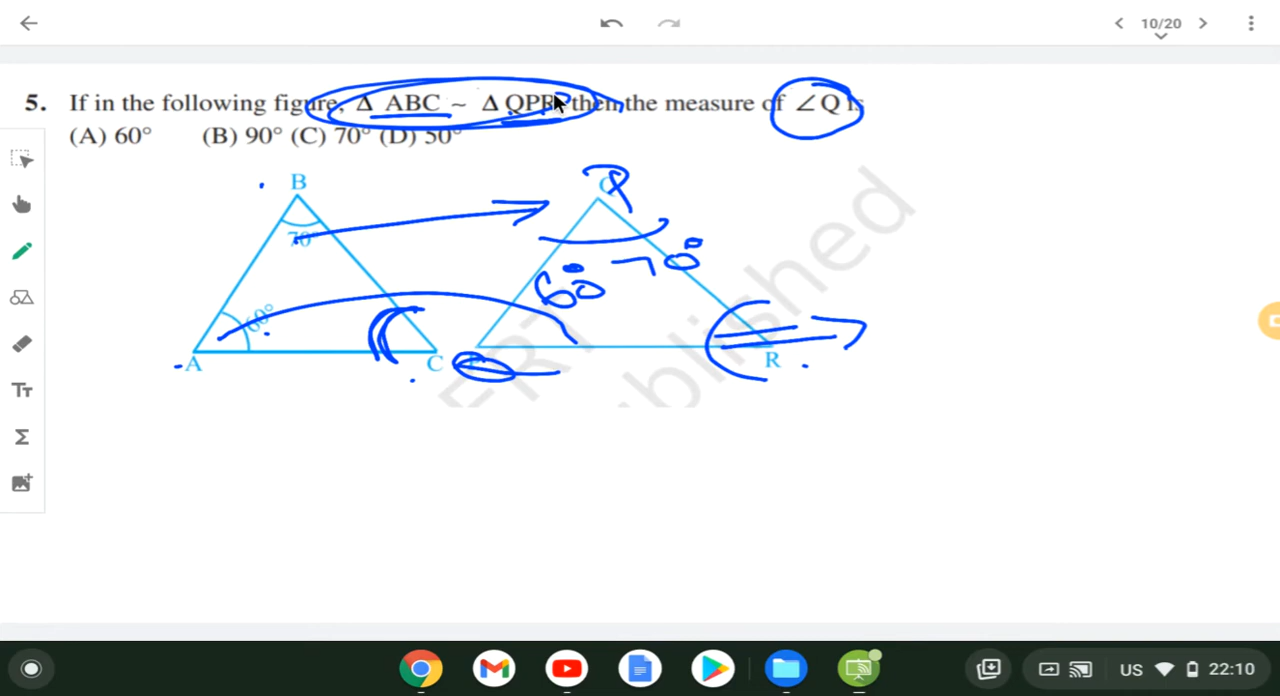 10/20
5. If in the following figure, Δ ABC ~ Δ QPR then the measure of ∠Q is
(A) 60° (B) 90° (C) 70° (D) 50°
B
70°
60°
A
C
60°
70°
R
Tт
Σ
US 22:10